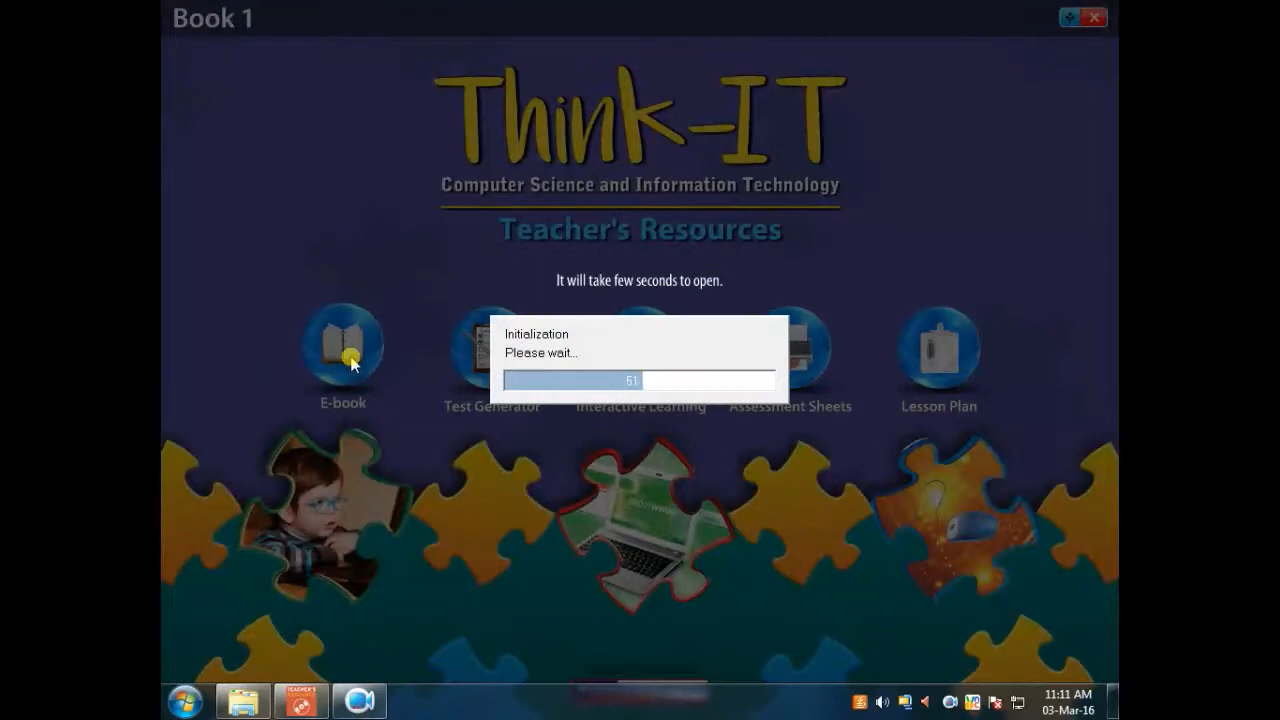 Book 1
Think-IT
Computer Science and Information Technology
Teacher's Resources
It will take few seconds to open.
Initialization
Please wait...
51
E-book
Test Generator
Interactive Learning
Assessment Sheets
Lesson Plan
TEACHER'S
11:11 AM
03-Mar-16